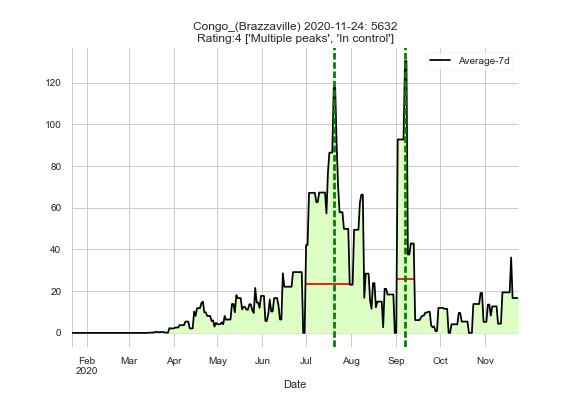 Congo_(Brazzaville) 2020-11-24: 5632
Rating:4 ['Multiple peaks', 'In control']
Average-7d
120
100
80
60
40
20
0
Feb Mar Apr May Jun Jul Aug Sep Oct Nov
2020
Date